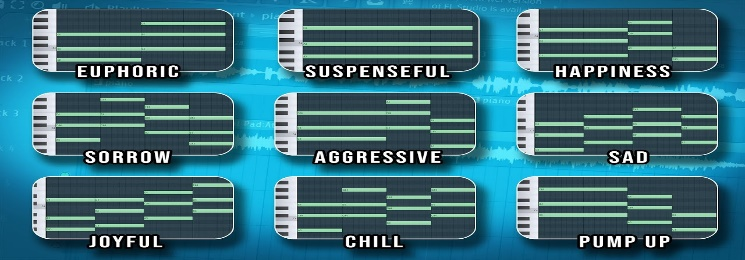 EUPHORIC
SUSPENSEFUL
HAPPINESS
SORROW
AGGRESSIVE
SAD
JOYFUL
CHILL
PUMP UP